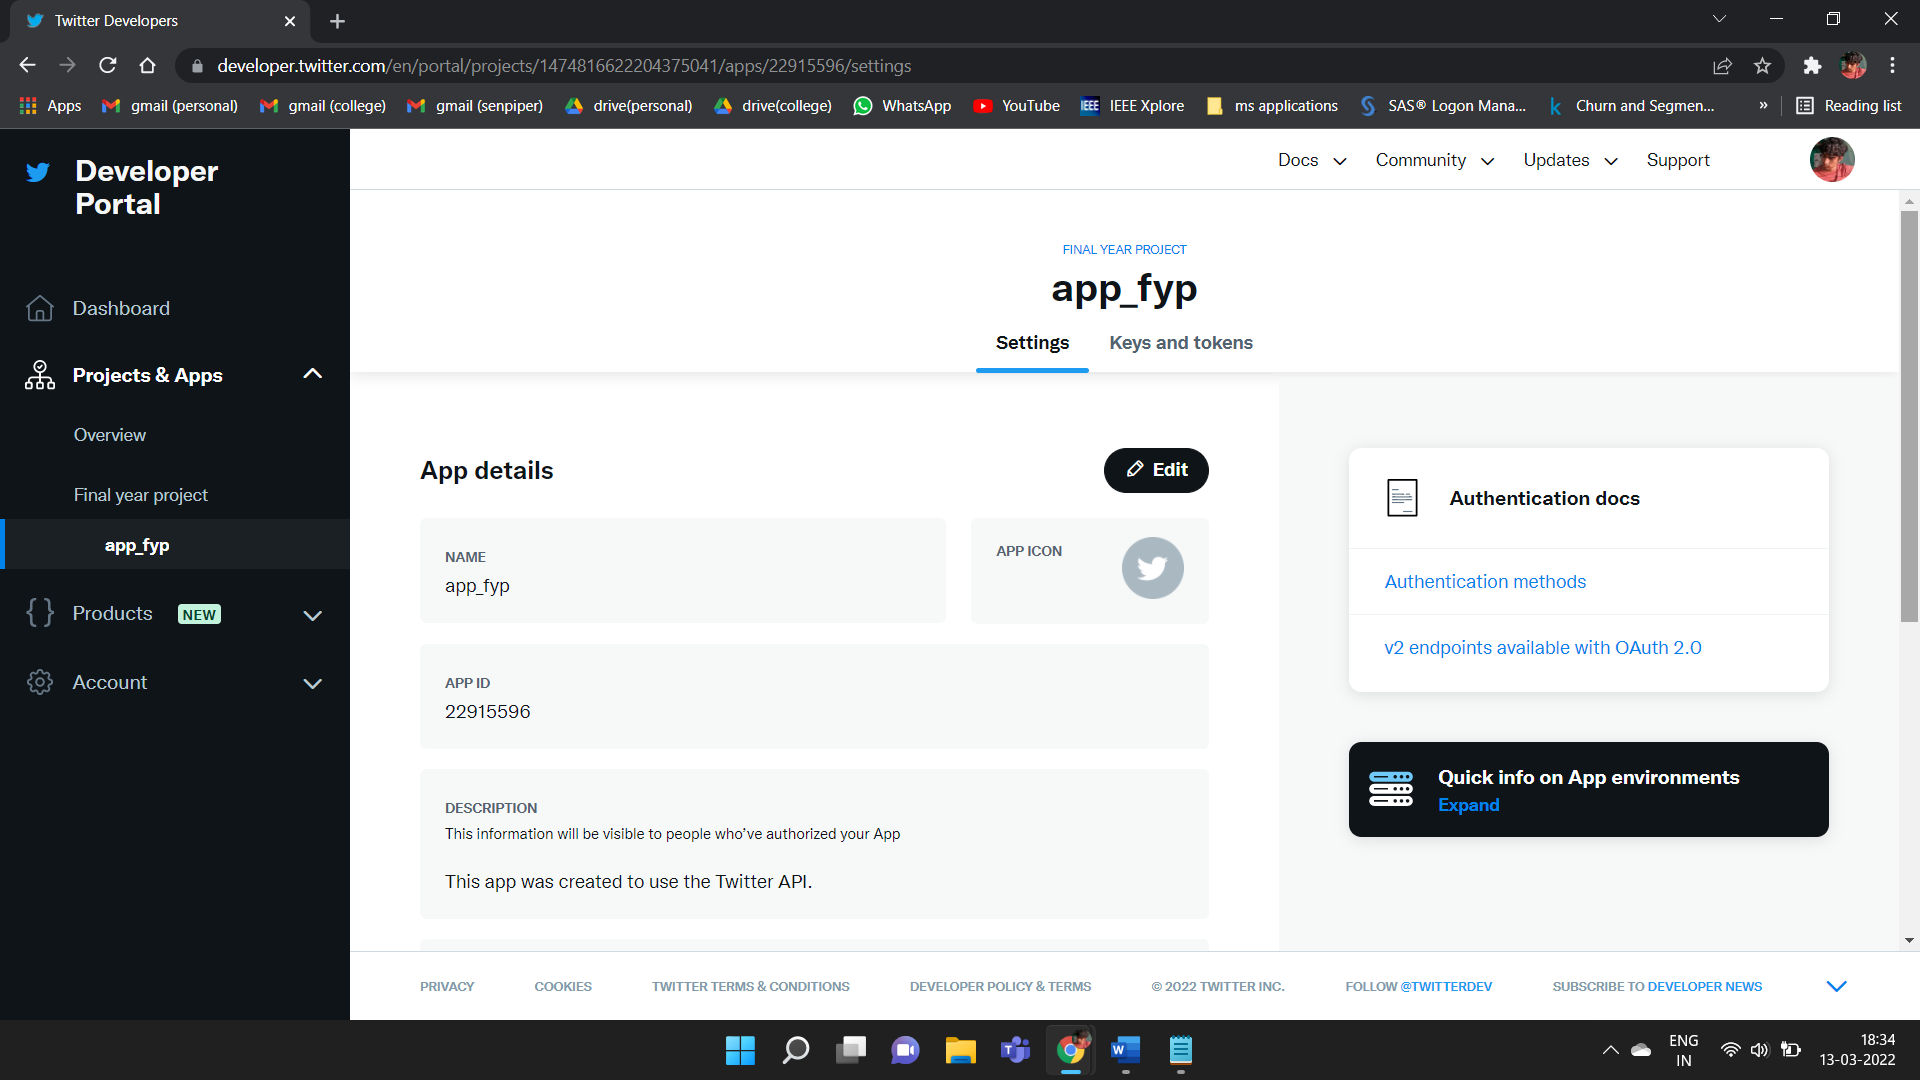 Twitter Developers
developer.twitter.com/en/portal/projects/1474816622204375041/apps/22915596/settings
Apps gmail (personal) gmail (college) gmail (senpiper) drive(personal) drive(college) WhatsApp YouTube IEEE Xplore ms applications SAS® Logon Mana... Churn and Segmen... » Reading list
Developer
Portal
Docs Community Updates Support
FINAL YEAR PROJECT
app_fyp
Settings Keys and tokens
Dashboard
Projects & Apps
Overview
Final year project
app_fyp
Products NEW
Account
App details
Edit
NAME
app_fyp
APP ICON
APP ID
22915596
DESCRIPTION
This information will be visible to people who've authorized your App
This app was created to use the Twitter API.
Authentication docs
Authentication methods
v2 endpoints available with OAuth 2.0
Quick info on App environments
Expand
PRIVACY COOKIES TWITTER TERMS & CONDITIONS DEVELOPER POLICY & TERMS © 2022 TWITTER INC. FOLLOW @TWITTERDEV SUBSCRIBE TO DEVELOPER NEWS
ENG
IN
18:34
13-03-2022